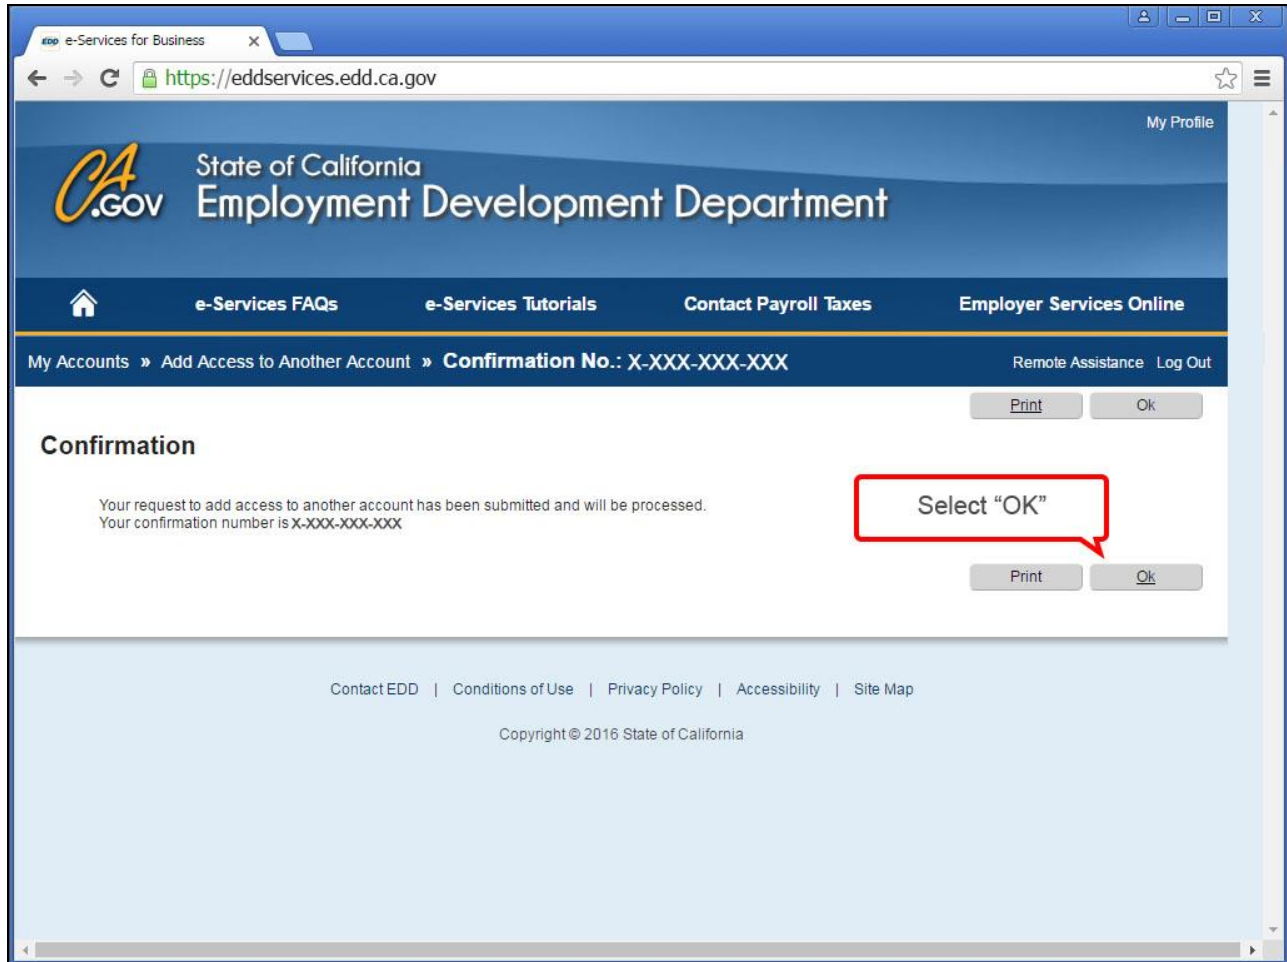 EDD e-Services for Business
https://eddservices.edd.ca.gov
My Profile
CA.GOV
State of California
Employment Development Department
e-Services FAQs e-Services Tutorials Contact Payroll Taxes Employer Services Online
My Accounts » Add Access to Another Account » Confirmation No.: X-XXX-XXX-XXX Remote Assistance Log Out
Print Ok
Confirmation
Your request to add access to another account has been submitted and will be processed.
Your confirmation number is X-XXX-XXX-XXX
Select “OK”
Print Ok
Contact EDD | Conditions of Use | Privacy Policy | Accessibility | Site Map
Copyright © 2016 State of California